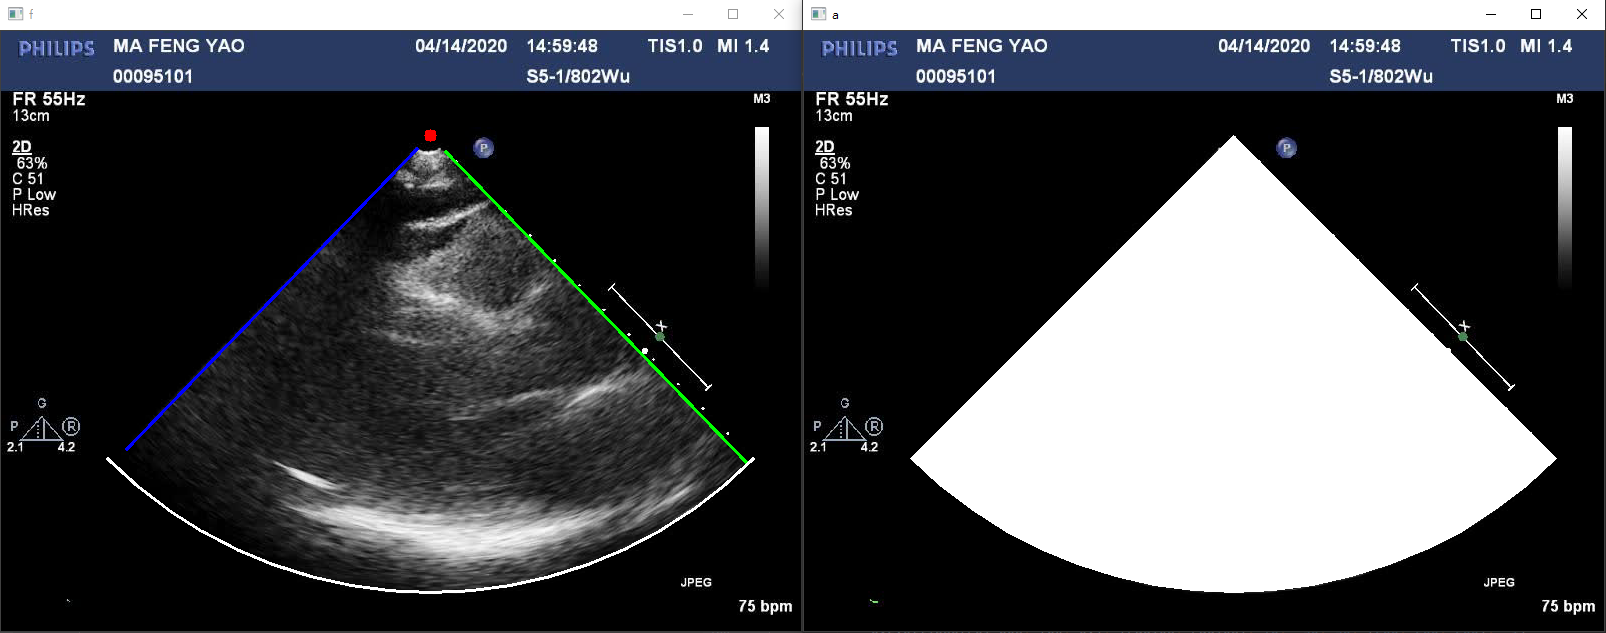 f
PHILIPS MA FENG YAO 04/14/2020 14:59:48 TIS1.0 MI 1.4
00095101 S5-1/802Wu
FR 55Hz
13cm
M3
2D
63%
C 51
P Low
HRes
P
X
G
P R
2.1 4.2
JPEG
75 bpm
a
PHILIPS MA FENG YAO 04/14/2020 14:59:48 TIS1.0 MI 1.4
00095101 S5-1/802Wu
FR 55Hz
13cm
M3
2D
63%
C 51
P Low
HRes
P
X
G
P R
2.1 4.2
JPEG
75 bpm